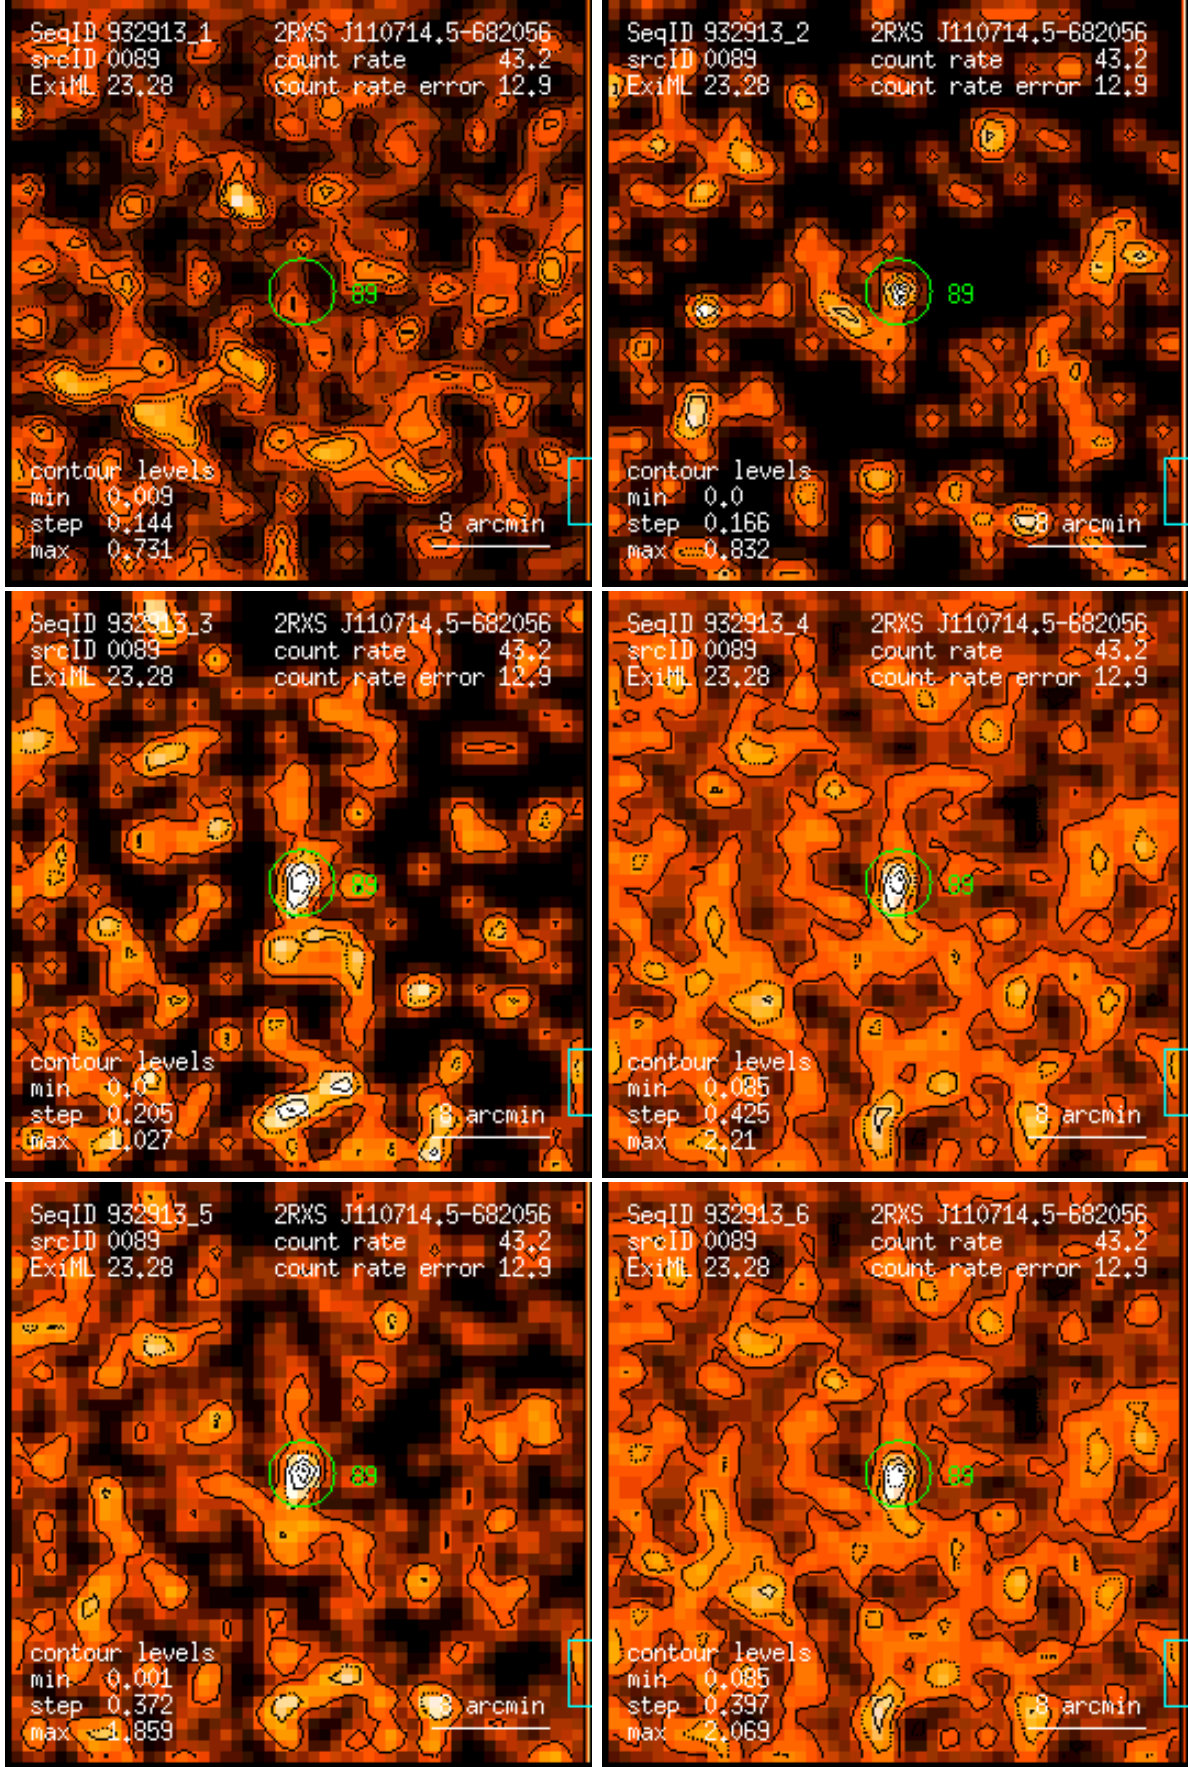 SeqID 932913_1 2RXS J110714.5-682056
srcID 0089 count rate 43.2
ExiML 23.28 count rate error 12.9
89
contour levels
min 0.009
step 0.144 8 arcmin
max 0.731
SeqID 932913_2 2RXS J110714.5-682056
srcID 0089 count rate 43.2
ExiML 23.28 count rate error 12.9
89
contour levels
min 0.0
step 0.166 8 arcmin
max 0.832
SeqID 932913_3 2RXS J110714.5-682056
srcID 0089 count rate 43.2
ExiML 23.28 count rate error 12.9
89
contour levels
min 0.0
step 0.205 8 arcmin
max 1.027
SeqID 932913_4 2RXS J110714.5-682056
srcID 0089 count rate 43.2
ExiML 23.28 count rate error 12.9
89
contour levels
min 0.085
step 0.425 8 arcmin
max 2.21
SeqID 932913_5 2RXS J110714.5-682056
srcID 0089 count rate 43.2
ExiML 23.28 count rate error 12.9
89
contour levels
min 0.001
step 0.372 8 arcmin
max 1.859
SeqID 932913_6 2RXS J110714.5-682056
srcID 0089 count rate 43.2
ExiML 23.28 count rate error 12.9
89
contour levels
min 0.085
step 0.397 8 arcmin
max 2.069